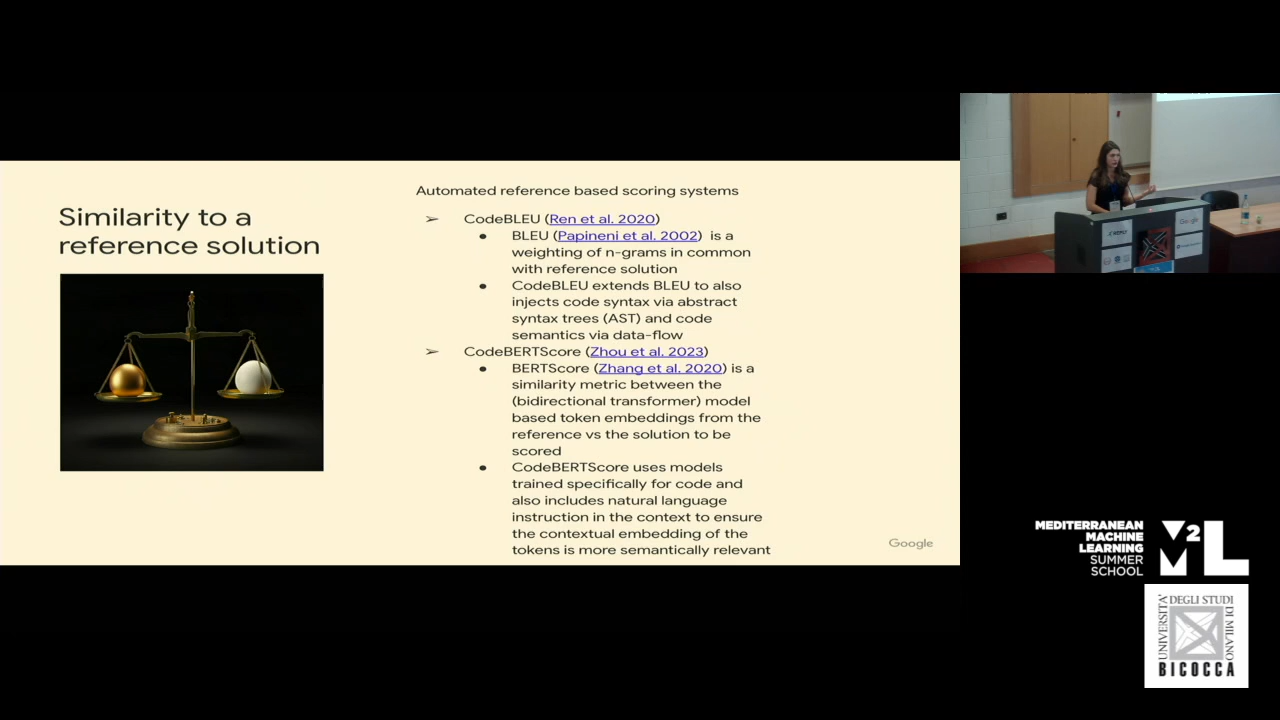 Similarity to a
reference solution
Automated reference based scoring systems
➢ CodeBLEU (Ren et al. 2020)
● BLEU (Papineni et al. 2002) is a
weighting of n-grams in common
with reference solution
● CodeBLEU extends BLEU to also
injects code syntax via abstract
syntax trees (AST) and code
semantics via data-flow
➢ CodeBERTScore (Zhou et al. 2023)
● BERTScore (Zhang et al. 2020) is a
similarity metric between the
(bidirectional transformer) model
based token embeddings from the
reference vs the solution to be
scored
● CodeBERTScore uses models
trained specifically for code and
also includes natural language
instruction in the context to ensure
the contextual embedding of the
tokens is more semantically relevant
Google
Google
MEDITERRANEAN
MACHINE
LEARNING
SUMMER
SCHOOL
M2L
UNIVERSITÀ
DEGLI STUDI
DI MILANO
BICOCCA